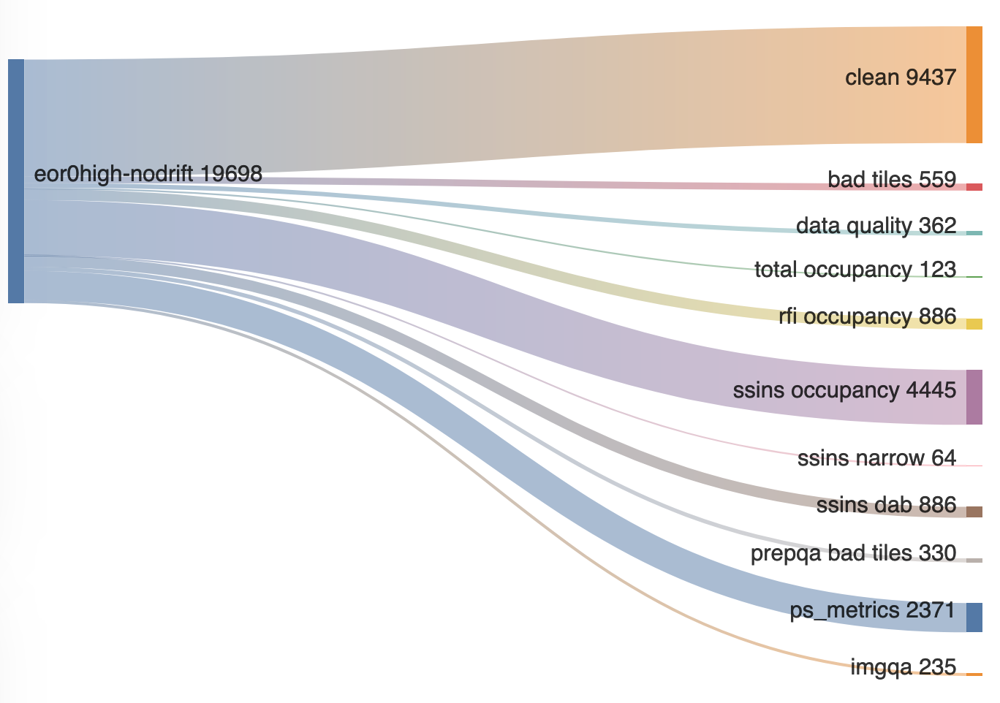 clean 9437
eor0high-nodrift 19698
bad tiles 559
data quality 362
total occupancy 123
rfi occupancy 886
ssins occupancy 4445
ssins narrow 64
ssins dab 886
prepqa bad tiles 330
ps_metrics 2371
imgqa 235